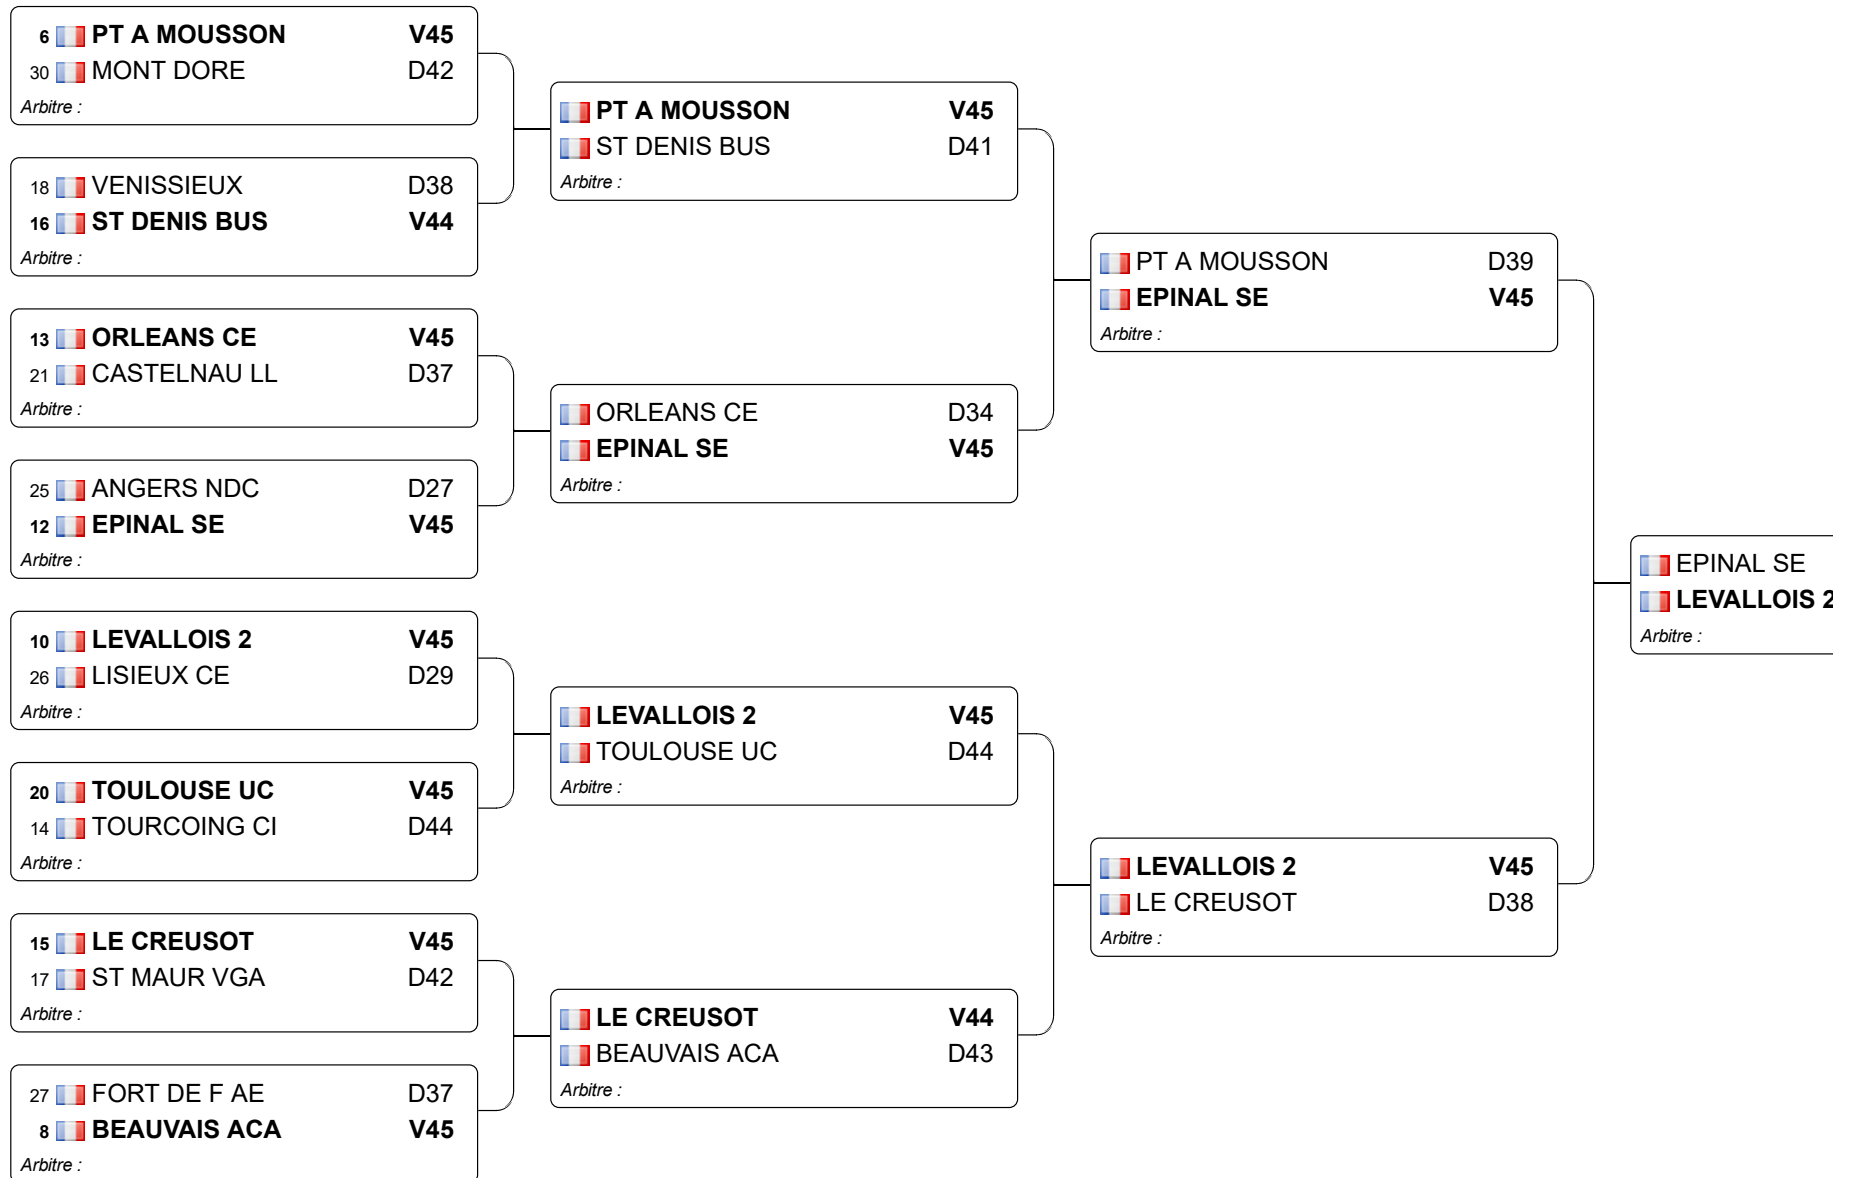 6 PT A MOUSSON V45
30 MONT DORE D42
Arbitre :
18 VENISSIEUX D38
16 ST DENIS BUS V44
Arbitre :
13 ORLEANS CE V45
21 CASTELNAU LL D37
Arbitre :
25 ANGERS NDC D27
12 EPINAL SE V45
Arbitre :
10 LEVALLOIS 2 V45
26 LISIEUX CE D29
Arbitre :
20 TOULOUSE UC V45
14 TOURCOING CI D44
Arbitre :
15 LE CREUSOT V45
17 ST MAUR VGA D42
Arbitre :
27 FORT DE F AE D37
8 BEAUVAIS ACA V45
Arbitre :
PT A MOUSSON V45
ST DENIS BUS D41
Arbitre :
ORLEANS CE D34
EPINAL SE V45
Arbitre :
LEVALLOIS 2 V45
TOULOUSE UC D44
Arbitre :
LE CREUSOT V44
BEAUVAIS ACA D43
Arbitre :
PT A MOUSSON D39
EPINAL SE V45
Arbitre :
LEVALLOIS 2 V45
LE CREUSOT D38
Arbitre :
EPINAL SE
LEVALLOIS 2
Arbitre :